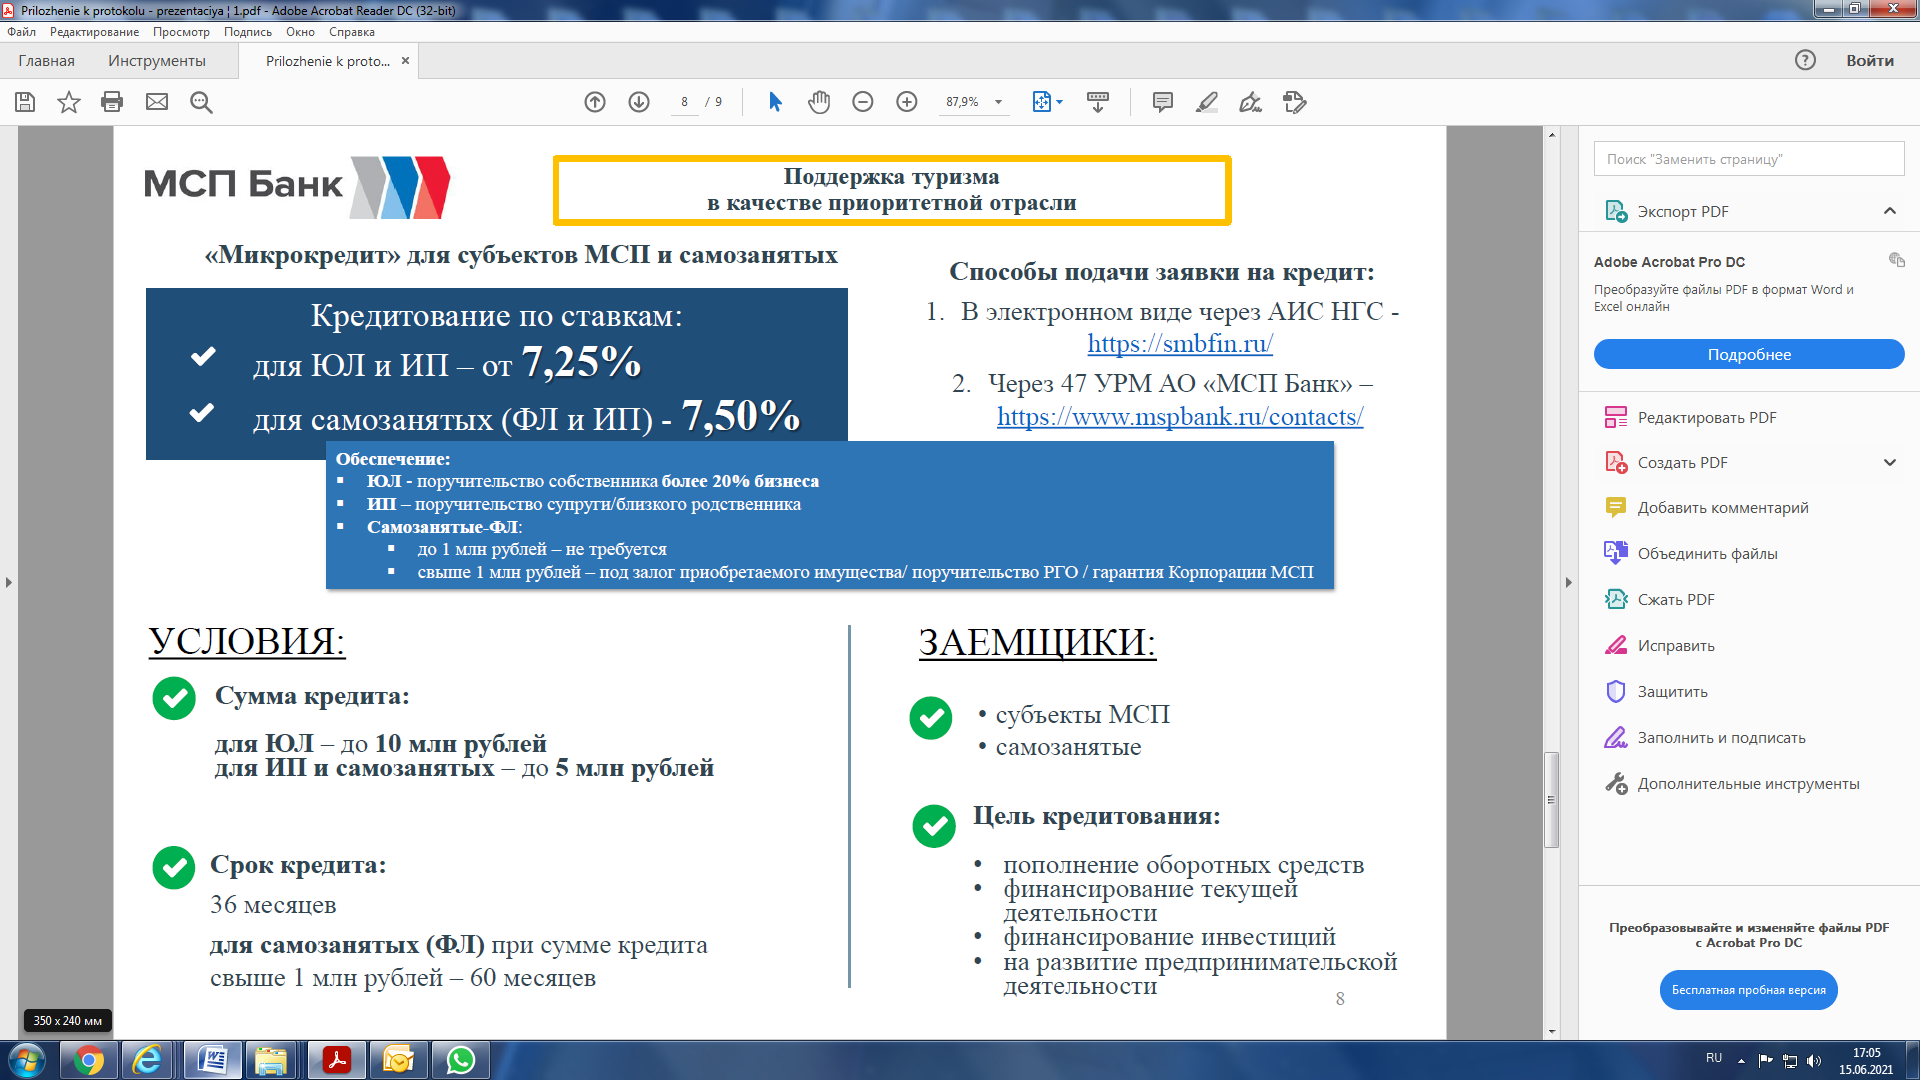 Prilozhenie k protokolu - prezentaciya ¦ 1.pdf - Adobe Acrobat Reader DC (32-bit)
Файл Редактирование Просмотр Подпись Окно Справка
Главная Инструменты Prilozhenie k proto... × Войти
8 / 9 87,9%
МСП Банк
Поддержка туризма
в качестве приоритетной отрасли
«Микрокредит» для субъектов МСП и самозанятых
Кредитование по ставкам:
для ЮЛ и ИП – от 7,25%
для самозанятых (ФЛ и ИП) - 7,50%
Способы подачи заявки на кредит:
1. В электронном виде через АИС НГС -
https://smbfin.ru/
2. Через 47 УРМ АО «МСП Банк» –
https://www.mspbank.ru/contacts/
Обеспечение:
▪ ЮЛ - поручительство собственника более 20% бизнеса
▪ ИП – поручительство супруги/близкого родственника
▪ Самозанятые-ФЛ:
▪ до 1 млн рублей – не требуется
▪ свыше 1 млн рублей – под залог приобретаемого имущества/ поручительство РГО / гарантия Корпорации МСП
УСЛОВИЯ:
Сумма кредита:
для ЮЛ – до 10 млн рублей
для ИП и самозанятых – до 5 млн рублей
Срок кредита:
36 месяцев
для самозанятых (ФЛ) при сумме кредита
свыше 1 млн рублей – 60 месяцев
ЗАЕМЩИКИ:
• субъекты МСП
• самозанятые
Цель кредитования:
• пополнение оборотных средств
• финансирование текущей
деятельности
• финансирование инвестиций
• на развитие предпринимательской
деятельности
8
350 x 240 мм
Поиск "Заменить страницу"
Экспорт PDF
Adobe Acrobat Pro DC
Преобразуйте файлы PDF в формат Word и
Excel онлайн
Подробнее
Редактировать PDF
Создать PDF
Добавить комментарий
Объединить файлы
Сжать PDF
Исправить
Защитить
Заполнить и подписать
Дополнительные инструменты
Преобразовывайте и изменяйте файлы PDF
с Acrobat Pro DC
Бесплатная пробная версия
RU
17:05
15.06.2021